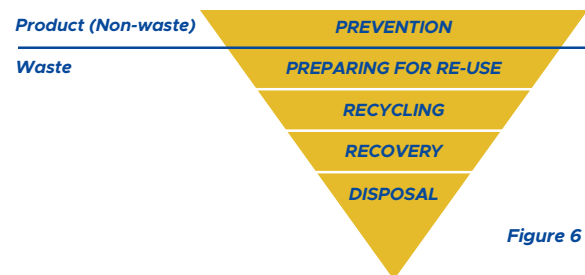 Product (Non-waste)
PREVENTION
Waste
PREPARING FOR RE-USE
RECYCLING
RECOVERY
DISPOSAL
Figure 6